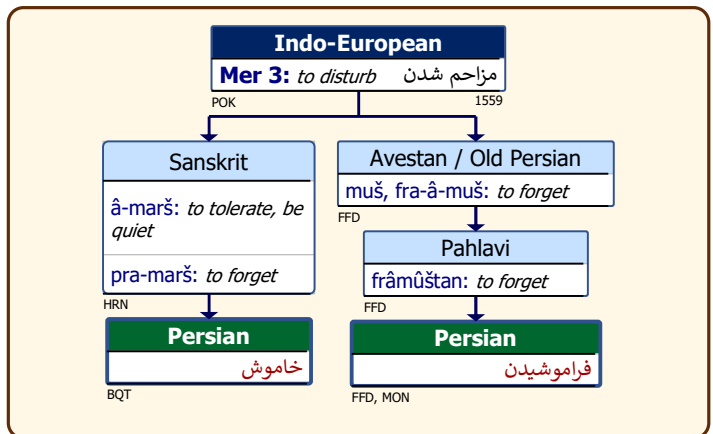 Indo-European
Mer 3: to disturb مزاحم شدن
POK 1559
Sanskrit
â-marš: to tolerate, be
quiet
pra-marš: to forget
HRN
Persian
خاموش
BQT
Avestan / Old Persian
muš, fra-â-muš: to forget
FFD
Pahlavi
frâmûštan: to forget
FFD
Persian
فراموشیدن
FFD, MON